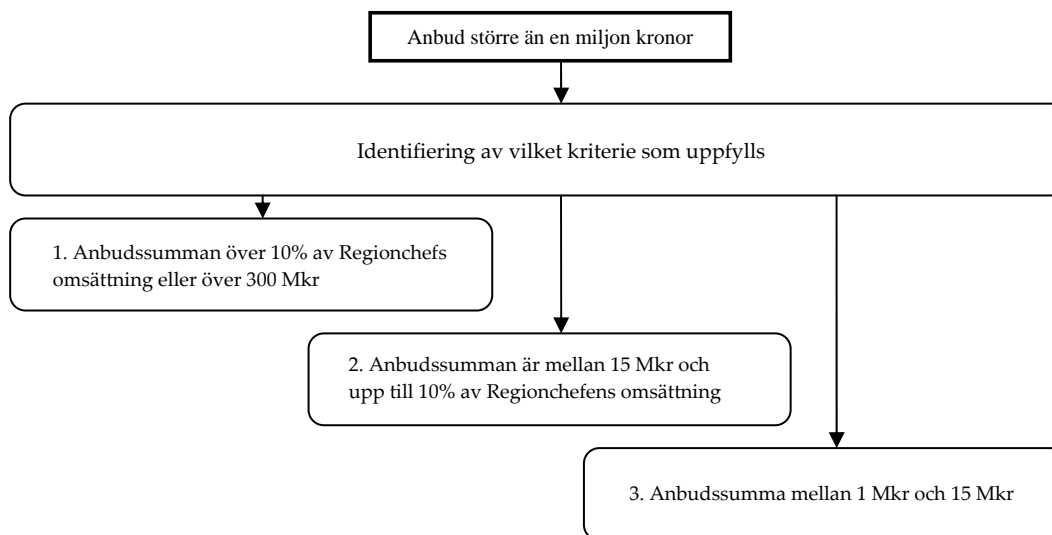 Anbud större än en miljon kronor
Identifiering av vilket kriterie som uppfylls
1. Anbudssumman över 10% av Regionchefs
omsättning eller över 300 Mkr
2. Anbudssumman är mellan 15 Mkr och
upp till 10% av Regionchefens omsättning
3. Anbudssumma mellan 1 Mkr och 15 Mkr